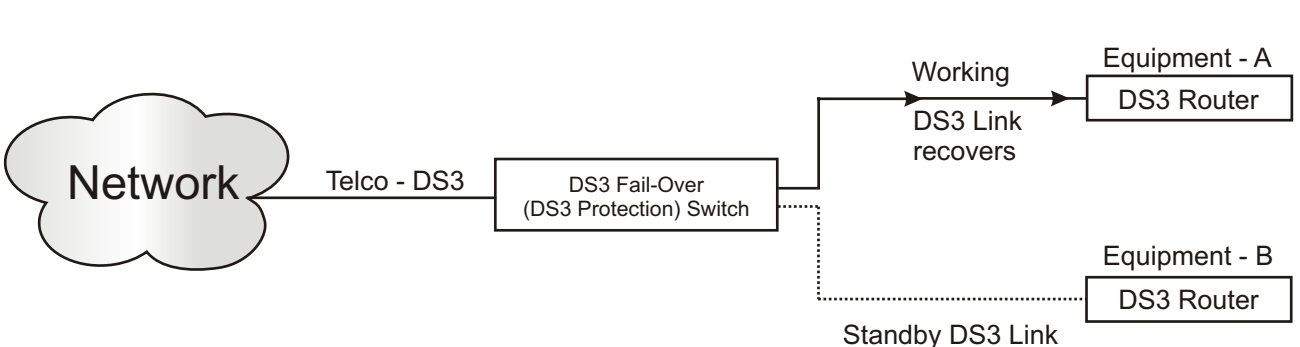 Equipment - A
Working
DS3 Router
DS3 Link
recovers
Network
Telco - DS3
DS3 Fail-Over
(DS3 Protection) Switch
Equipment - B
DS3 Router
Standby DS3 Link